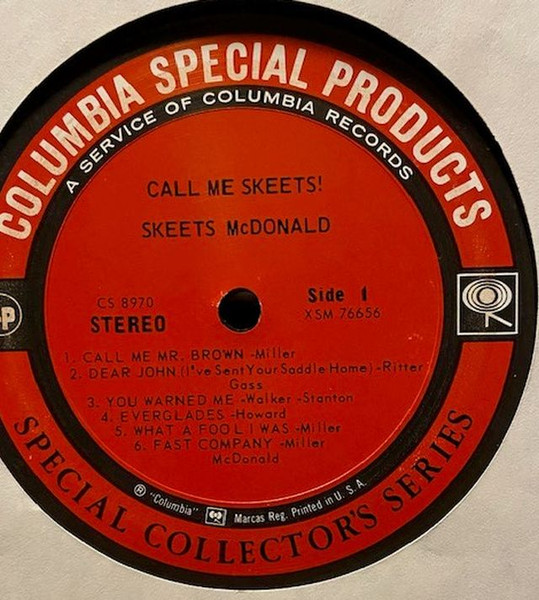 COLUMBIA SPECIAL PRODUCTS
A SERVICE OF COLUMBIA RECORDS
CALL ME SKEETS!
SKEETS McDONALD
CS 8970
STEREO
Side 1
XSM 76656
P
1. CALL ME MR. BROWN -Miller
2. DEAR JOHN (I've Sent Your Saddle Home) -Ritter
Gass
3. YOU WARNED ME -Walker -Stanton
4. EVERGLADES -Howard
5. WHAT A FOOL I WAS -Miller
6. FAST COMPANY -Miller
McDonald
® "Columbia" Marcas Reg. Printed in U. S. A.
SPECIAL COLLECTOR'S SERIES